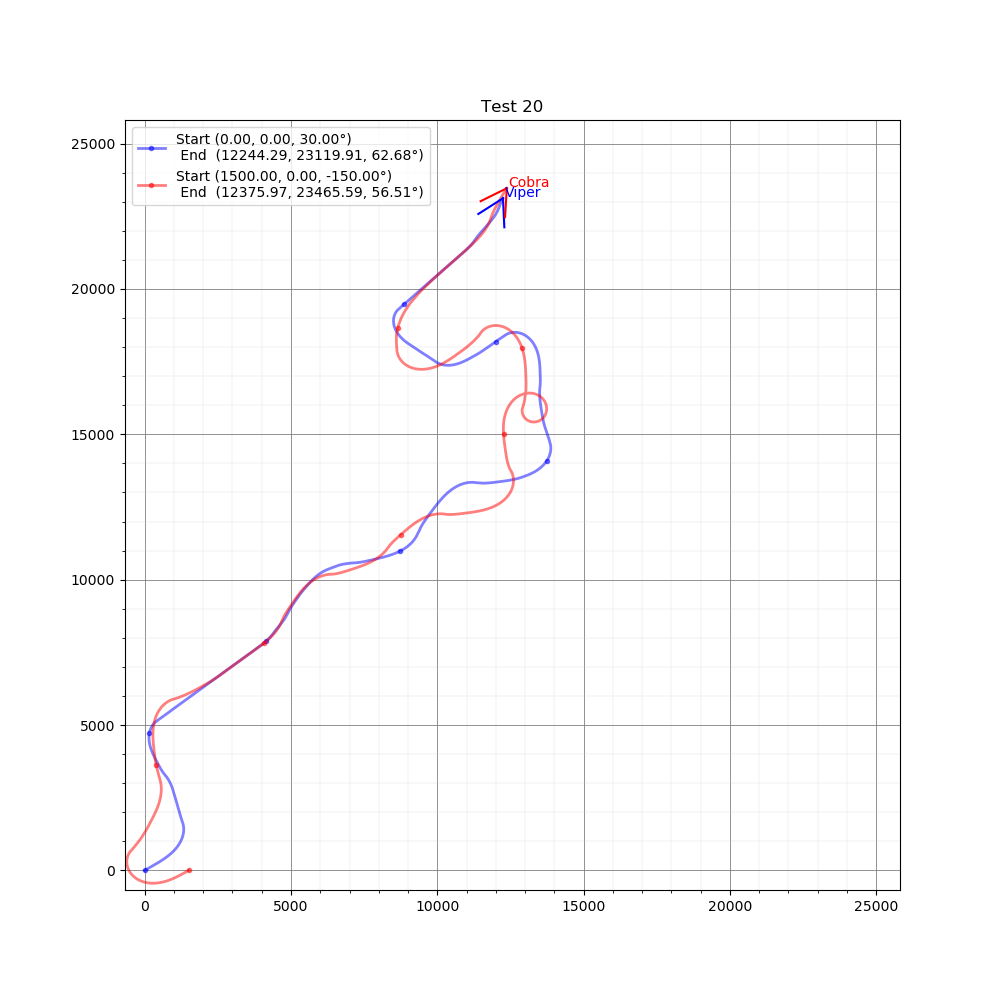 Test 20
Start (0.00, 0.00, 30.00°)
End  (12244.29, 23119.91, 62.68°)
Start (1500.00, 0.00, -150.00°)
End  (12375.97, 23465.59, 56.51°)
Cobra
Viper
25000
20000
15000
10000
5000
0
0 5000 10000 15000 20000 25000